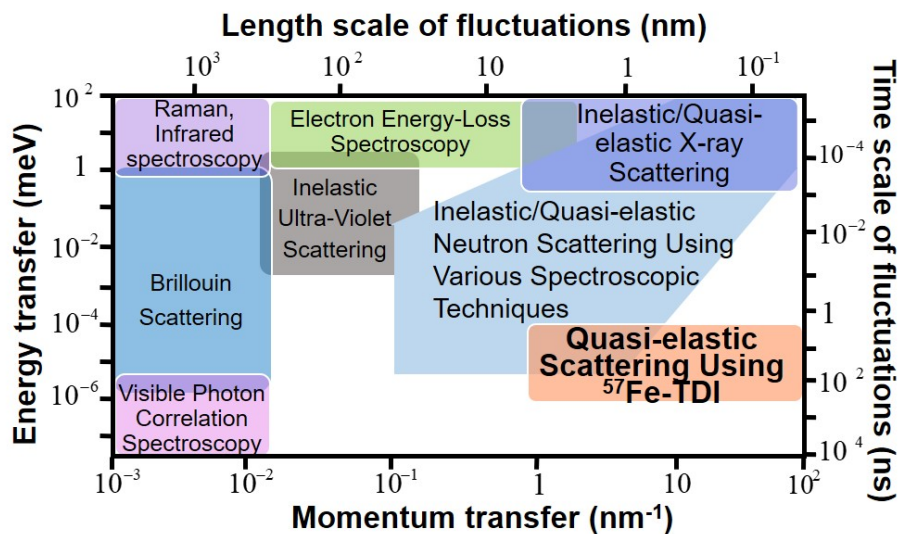 Length scale of fluctuations (nm)
10³ 10² 10 1 10⁻¹
Energy transfer (meV)
10² 1 10⁻² 10⁻⁴ 10⁻⁶
Raman,
Infrared
spectroscopy
Electron Energy-Loss
Spectroscopy
Inelastic/Quasi-
elastic X-ray
Scattering
Inelastic
Ultra-Violet
Scattering
Inelastic/Quasi-elastic
Neutron Scattering Using
Various Spectroscopic
Techniques
Brillouin
Scattering
Quasi-elastic
Scattering Using
⁵⁷Fe-TDI
Visible Photon
Correlation
Spectroscopy
Time scale of fluctuations (ns)
10⁻⁴ 10⁻² 1 10² 10⁴
10⁻³ 10⁻² 10⁻¹ 1 10 10²
Momentum transfer (nm⁻¹)